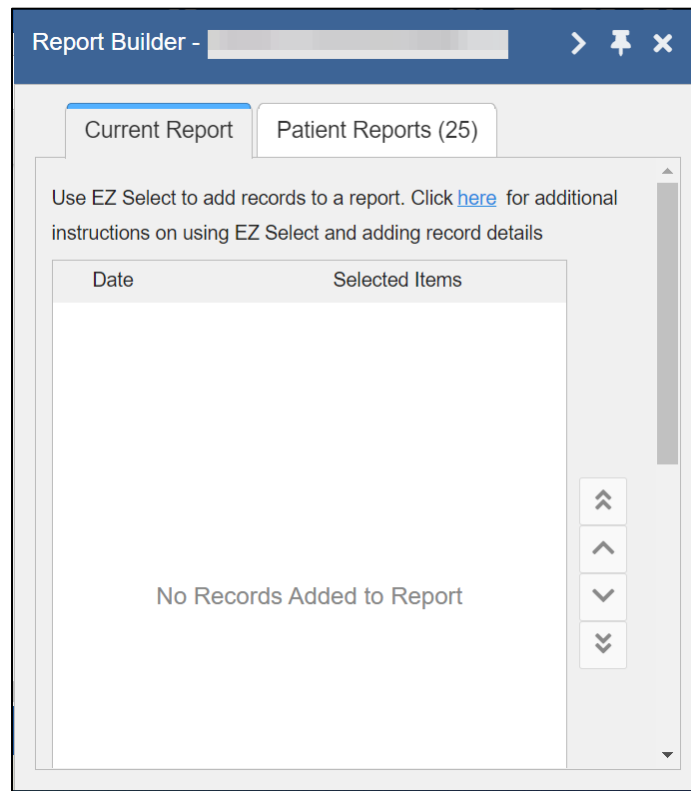 Report Builder -
Current Report
Patient Reports (25)
Use EZ Select to add records to a report. Click here for additional
instructions on using EZ Select and adding record details
Date Selected Items
No Records Added to Report